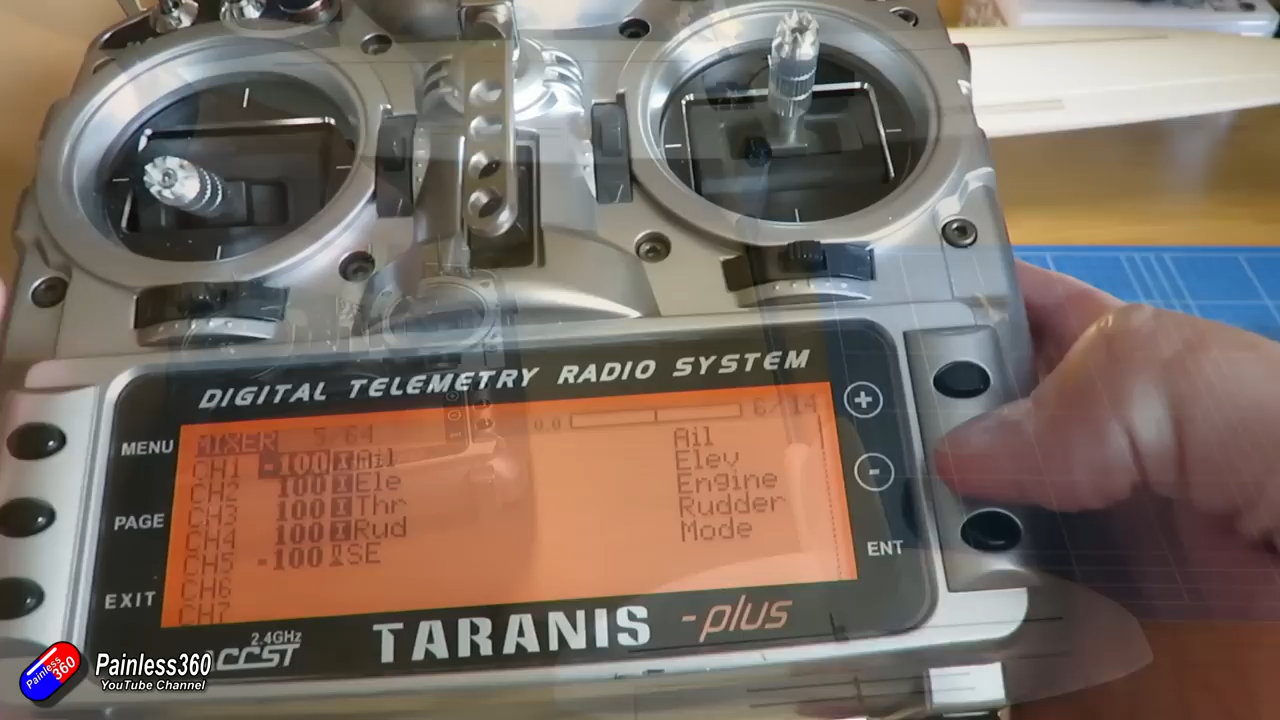 DIGITAL TELEMETRY RADIO SYSTEM
MIXER 5/64 6/14
CH1 -100 I Ail Ail
CH2 100 I Ele Elev
CH3 100 I Thr Engine
CH4 100 I Rud Rudder
CH5 -100 SE Mode
CH6
CH7
MENU
PAGE
EXIT
+
-
ENT
2.4GHz
ACCST
TARANIS -plus
Painless360
Painless360
YouTube Channel